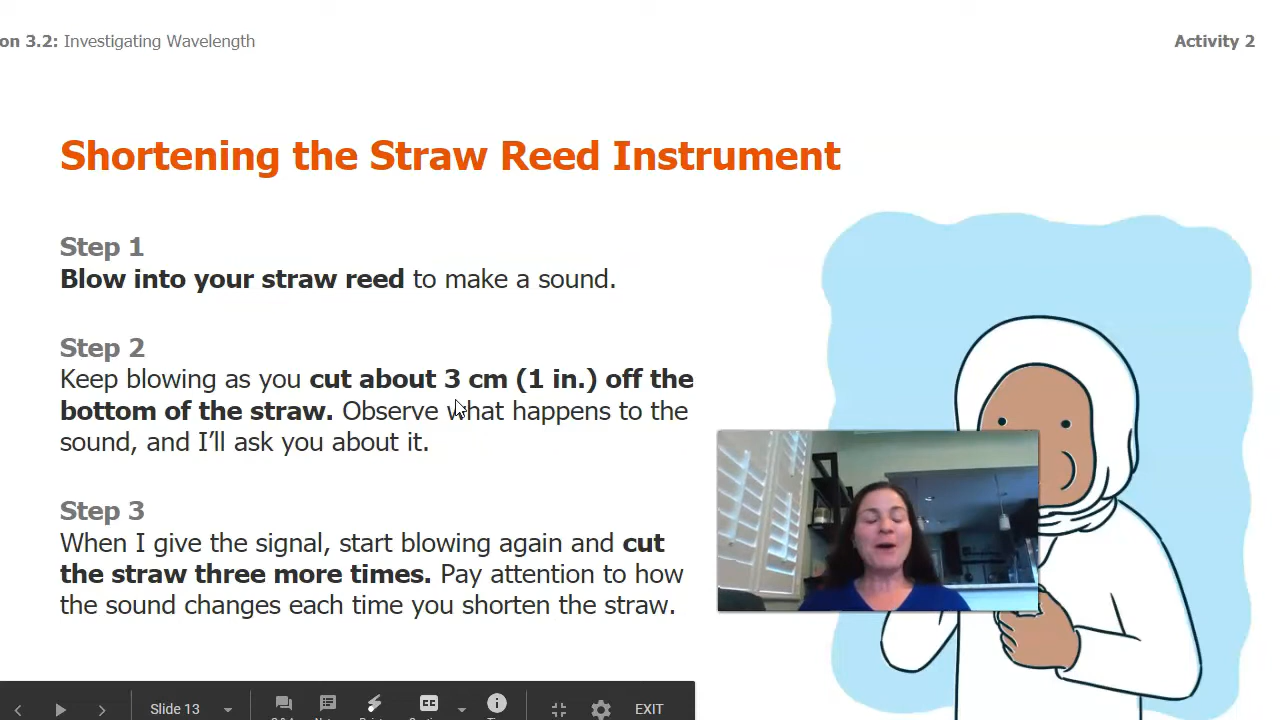 on 3.2: Investigating Wavelength
Activity 2
Shortening the Straw Reed Instrument
Step 1
Blow into your straw reed to make a sound.
Step 2
Keep blowing as you cut about 3 cm (1 in.) off the
bottom of the straw. Observe what happens to the
sound, and I’ll ask you about it.
Step 3
When I give the signal, start blowing again and cut
the straw three more times. Pay attention to how
the sound changes each time you shorten the straw.
Slide 13
CC
EXIT